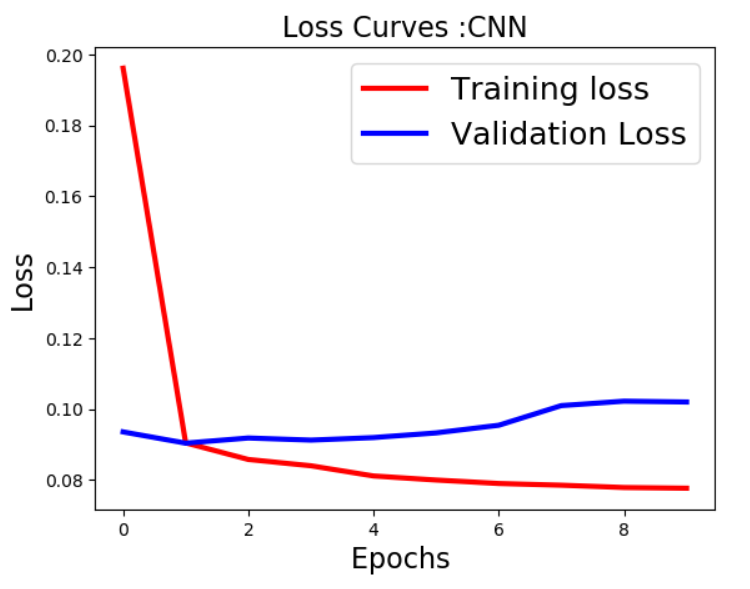 Loss Curves :CNN
Training loss
Validation Loss
0.20
0.18
0.16
0.14
0.12
0.10
0.08
Loss
0
2
4
6
8
Epochs